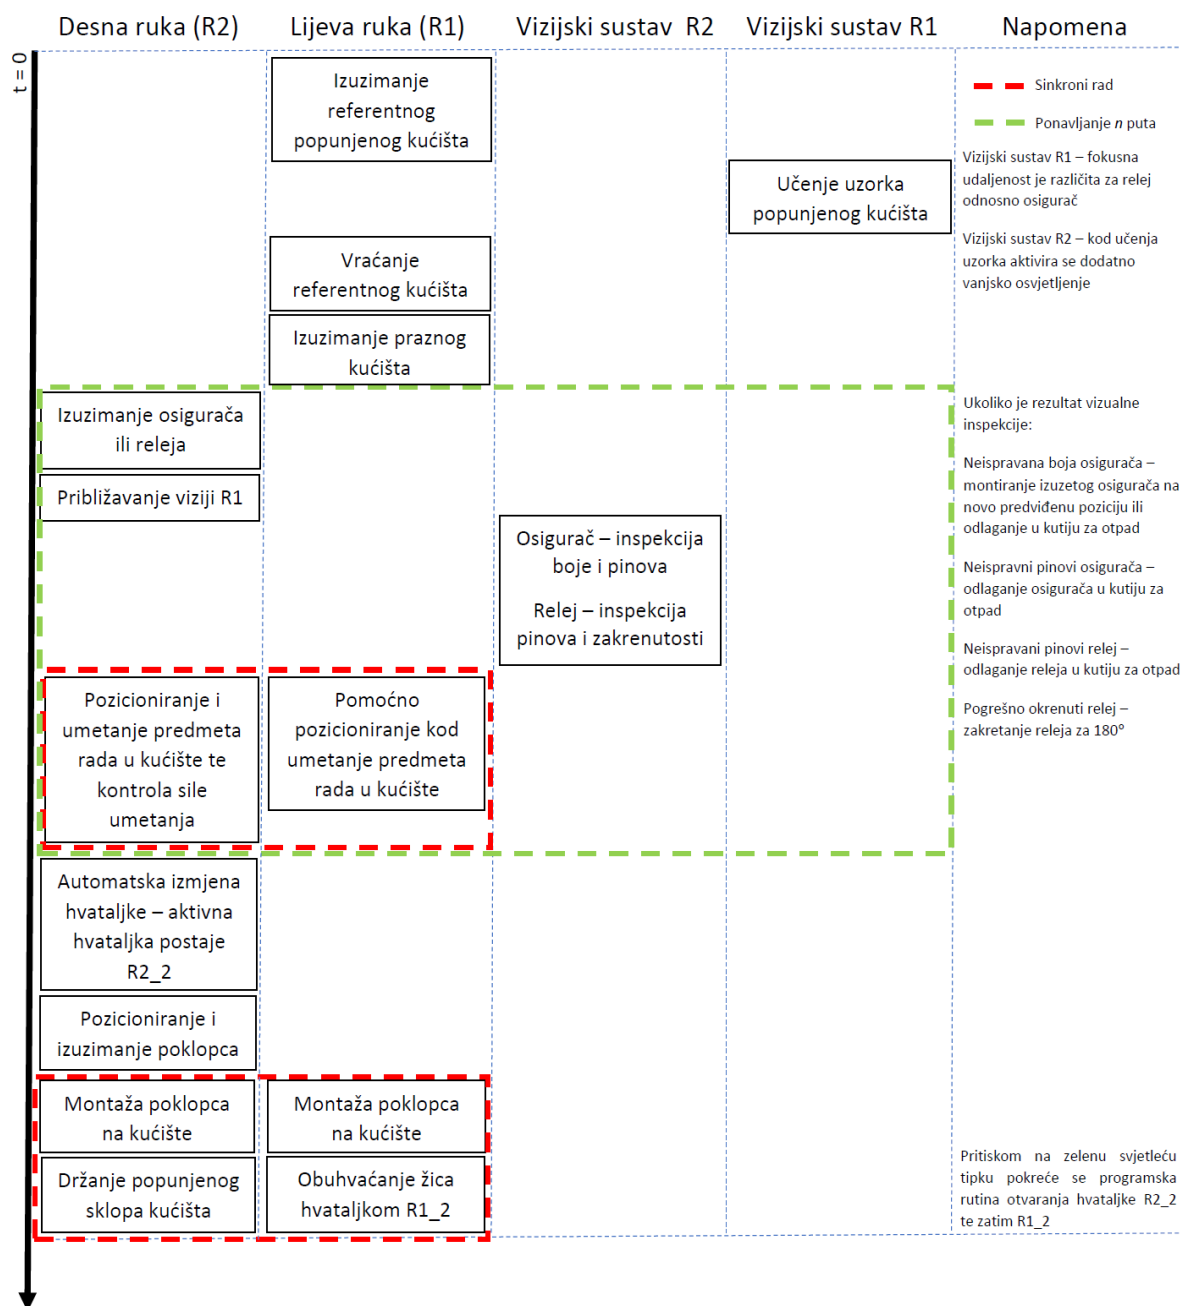 Desna ruka (R2)
Lijeva ruka (R1)
Vizijski sustav R2
Vizijski sustav R1
Napomena
t = 0
Izuzimanje
referentnog
popunjenog kućišta
Sinkroni rad
Ponavljanje n puta
Učenje uzorka
popunjenog kućišta
Vizijski sustav R1 – fokusna
udaljenost je različita za relej
odnosno osigurač
Vraćanje
referentnog kućišta
Vizijski sustav R2 – kod učenja
uzorka aktivira se dodatno
vanjsko osvjetljenje
Izuzimanje praznog
kućišta
Izuzimanje osigurača
ili releja
Približavanje viziji R1
Osigurač – inspekcija
boje i pinova
Relej – inspekcija
pinova i zakrenutosti
Ukoliko je rezultat vizualne
inspekcije:
Neispravana boja osigurača –
montiranje izuzetog osigurača na
novo predviđenu poziciju ili
odlaganje u kutiju za otpad
Neispravni pinovi osigurača –
odlaganje osigurača u kutiju za
otpad
Neispravani pinovi relej –
odlaganje releja u kutiju za otpad
Pogrešno okrenuti relej –
zakretanje releja za 180°
Pozicioniranje i
umetanje predmeta
rada u kućište te
kontrola sile
umetanja
Pomoćno
pozicioniranje kod
umetanje predmeta
rada u kućište
Automatska izmjena
hvataljke – aktivna
hvataljka postaje
R2_2
Pozicioniranje i
izuzimanje poklopca
Montaža poklopca
na kućište
Montaža poklopca
na kućište
Držanje popunjenog
sklopa kućišta
Obuhvaćanje žica
hvataljkom R1_2
Pritiskom na zelenu svjetleću
tipku pokreće se programska
rutina otvaranja hvataljke R2_2
te zatim R1_2